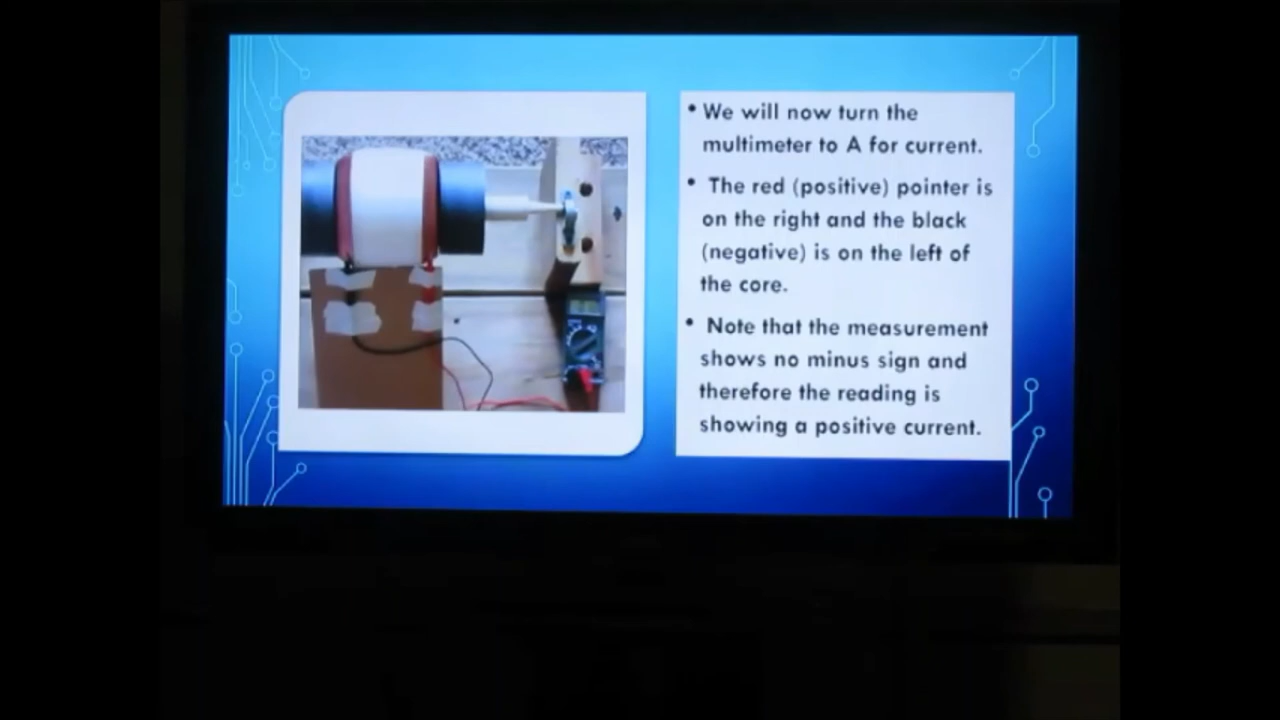 • We will now turn the
multimeter to A for current.
• The red (positive) pointer is
on the right and the black
(negative) is on the left of
the core.
• Note that the measurement
shows no minus sign and
therefore the reading is
showing a positive current.